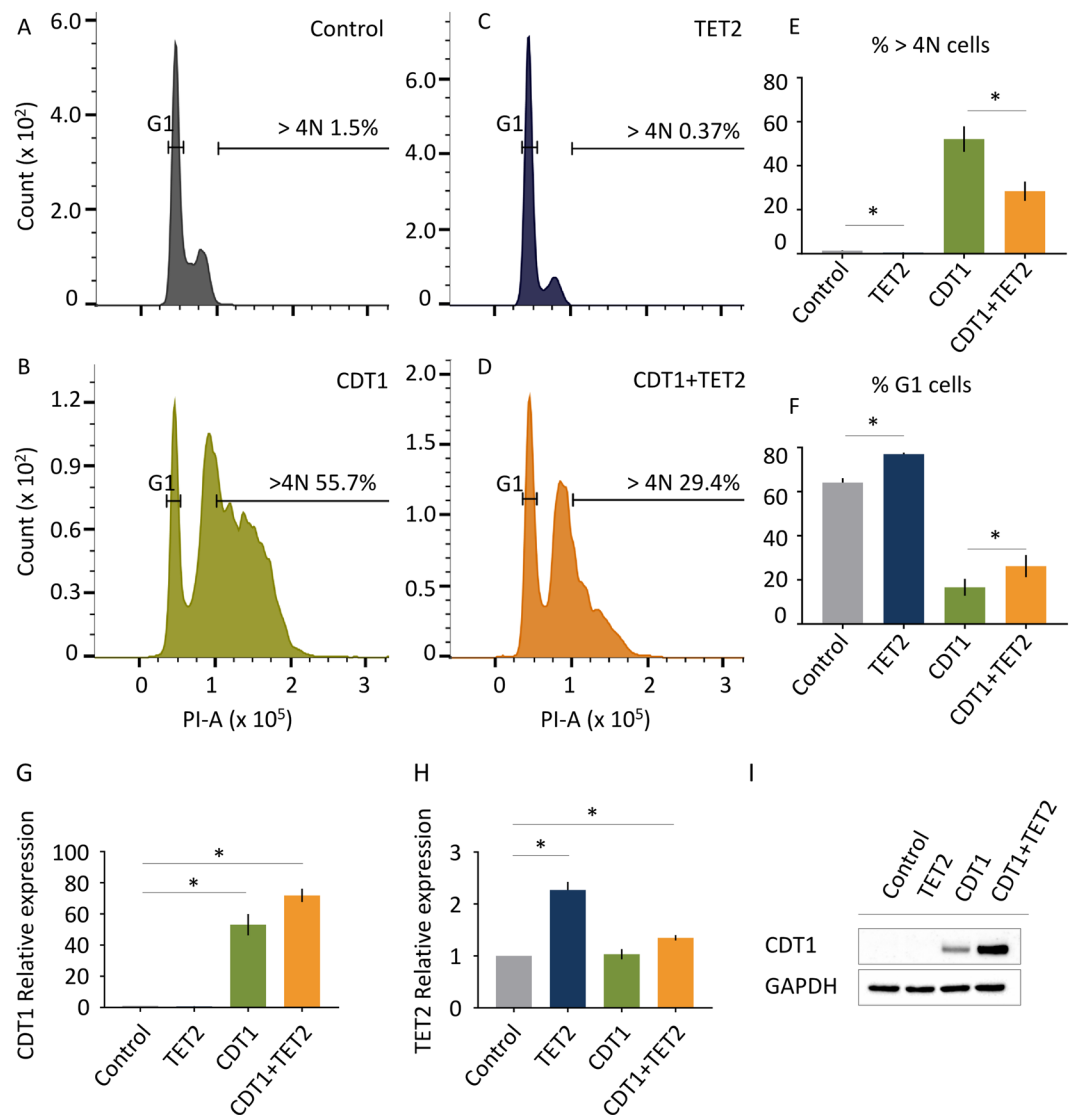 A
Control
6.0
4.0
2.0
0
Count (x 10²)
G1
> 4N 1.5%
C
TET2
6.0
4.0
2.0
0
G1
> 4N 0.37%
E
% > 4N cells
80
60
40
20
0
*
*
Control
TET2
CDT1
CDT1+TET2
B
CDT1
1.2
0.9
0.6
0.3
0
Count (x 10²)
G1
>4N 55.7%
0 1 2 3
PI-A (x 10⁵)
D
CDT1+TET2
2.0
1.5
1.0
0.5
0
G1
> 4N 29.4%
0 1 2 3
PI-A (x 10⁵)
% G1 cells
F
80
60
40
20
0
*
*
Control
TET2
CDT1
CDT1+TET2
G
CDT1 Relative expression
100
80
60
40
20
0
*
*
Control
TET2
CDT1
CDT1+TET2
H
TET2 Relative expression
3
2
1
0
*
*
Control
TET2
CDT1
CDT1+TET2
I
Control
TET2
CDT1
CDT1+TET2
CDT1
GAPDH